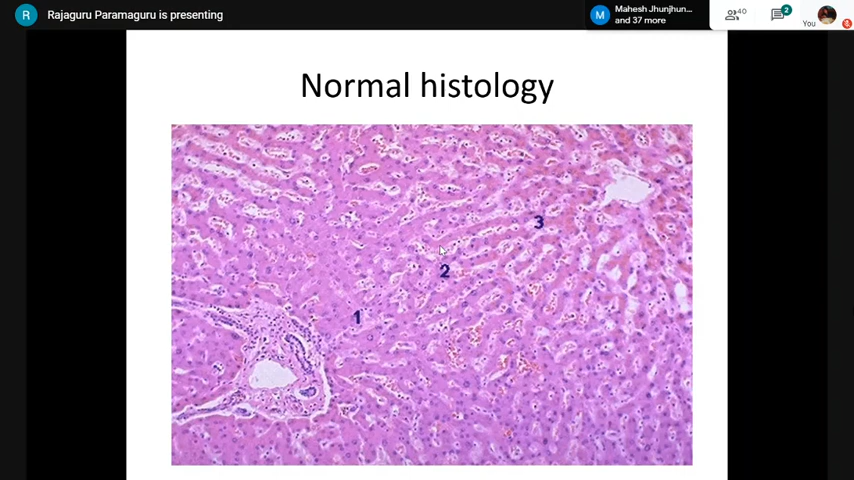 R
Rajaguru Paramaguru is presenting
M
Mahesh Jhunjhun...
and 37 more
40
2
You
Normal histology
3
2
1